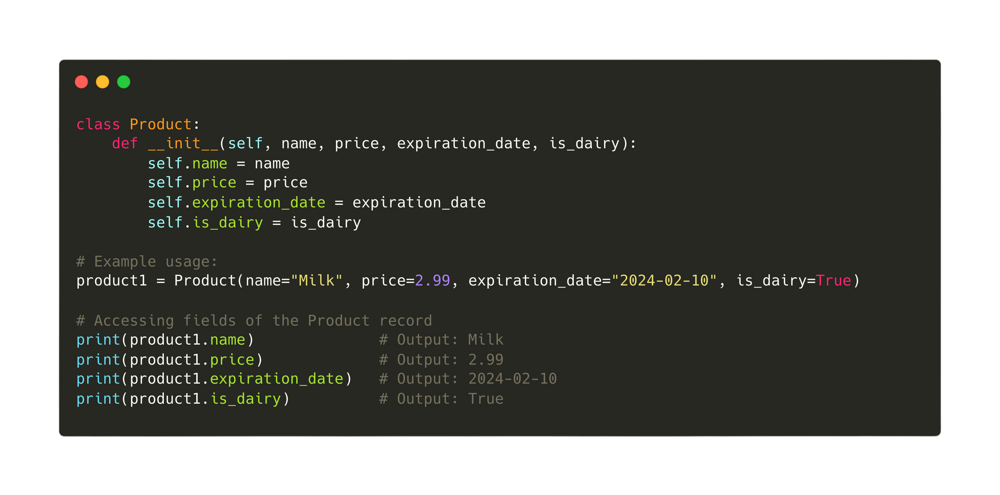 class Product:
    def __init__(self, name, price, expiration_date, is_dairy):
        self.name = name
        self.price = price
        self.expiration_date = expiration_date
        self.is_dairy = is_dairy

# Example usage:
product1 = Product(name="Milk", price=2.99, expiration_date="2024-02-10", is_dairy=True)

# Accessing fields of the Product record
print(product1.name)              # Output: Milk
print(product1.price)             # Output: 2.99
print(product1.expiration_date)   # Output: 2024-02-10
print(product1.is_dairy)          # Output: True